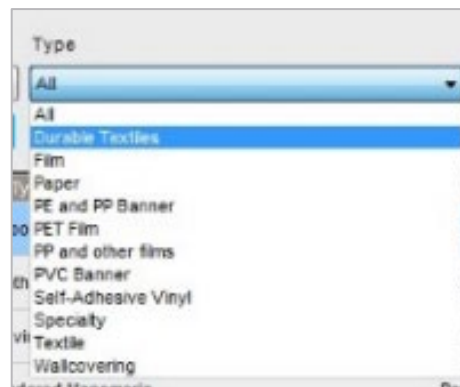 Type
All
All
Durable Textiles
Film
Paper
PE and PP Banner
PET Film
PP and other films
PVC Banner
Self-Adhesive Vinyl
Specialty
Textile
Wallcovering